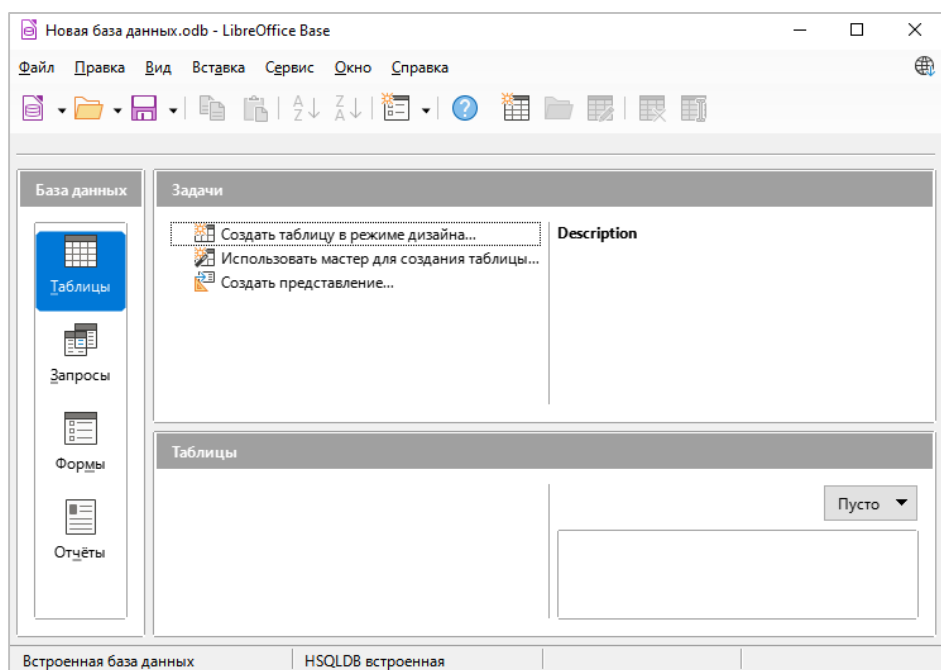 Новая база данных.odb - LibreOffice Base
Файл Правка Вид Вставка Сервис Окно Справка
База данных
Задачи
Создать таблицу в режиме дизайна...
Использовать мастер для создания таблицы...
Создать представление...
Description
Таблицы
Запросы
Формы
Отчёты
Таблицы
Пусто
Встроенная база данных
HSQLDB встроенная